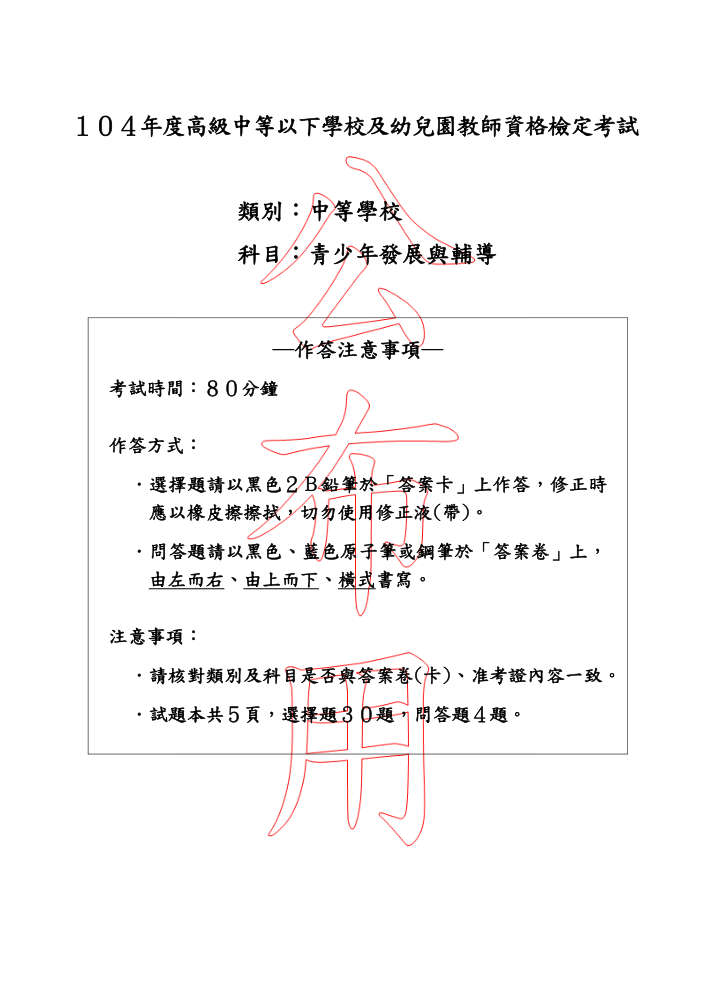 １０４年度高級中等以下學校及幼兒園教師資格檢定考試
類別：中等學校
科目：青少年發展與輔導
—作答注意事項—
考試時間：８０分鐘
作答方式：
．選擇題請以黑色２Ｂ鉛筆於「答案卡」上作答，修正時
應以橡皮擦擦拭，切勿使用修正液(帶)。
．問答題請以黑色、藍色原子筆或鋼筆於「答案卷」上，
由左而右、由上而下、橫式書寫。
注意事項：
．請核對類別及科目是否與答案卷(卡)、准考證內容一致。
．試題本共５頁，選擇題３０題，問答題４題。
公布用